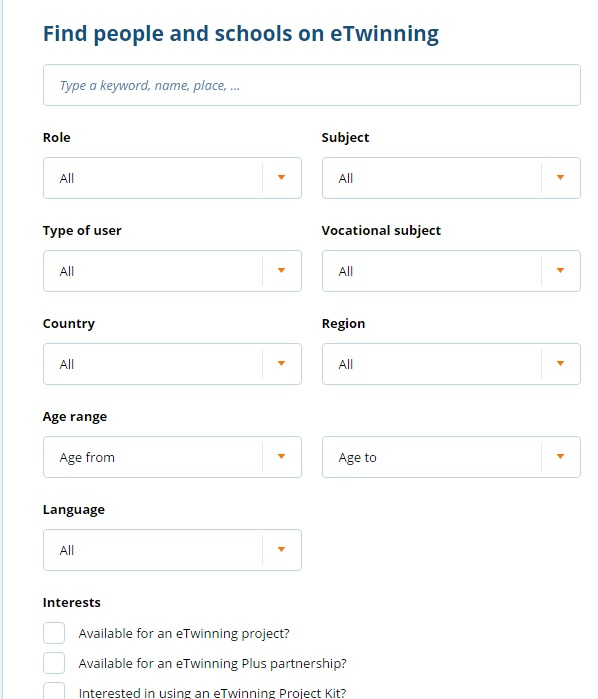 Find people and schools on eTwinning
Type a keyword, name, place, ...
Role
Subject
All
All
Type of user
Vocational subject
All
All
Country
Region
All
All
Age range
Age from
Age to
Language
All
Interests
Available for an eTwinning project?
Available for an eTwinning Plus partnership?
Interested in using an eTwinning Project Kit?